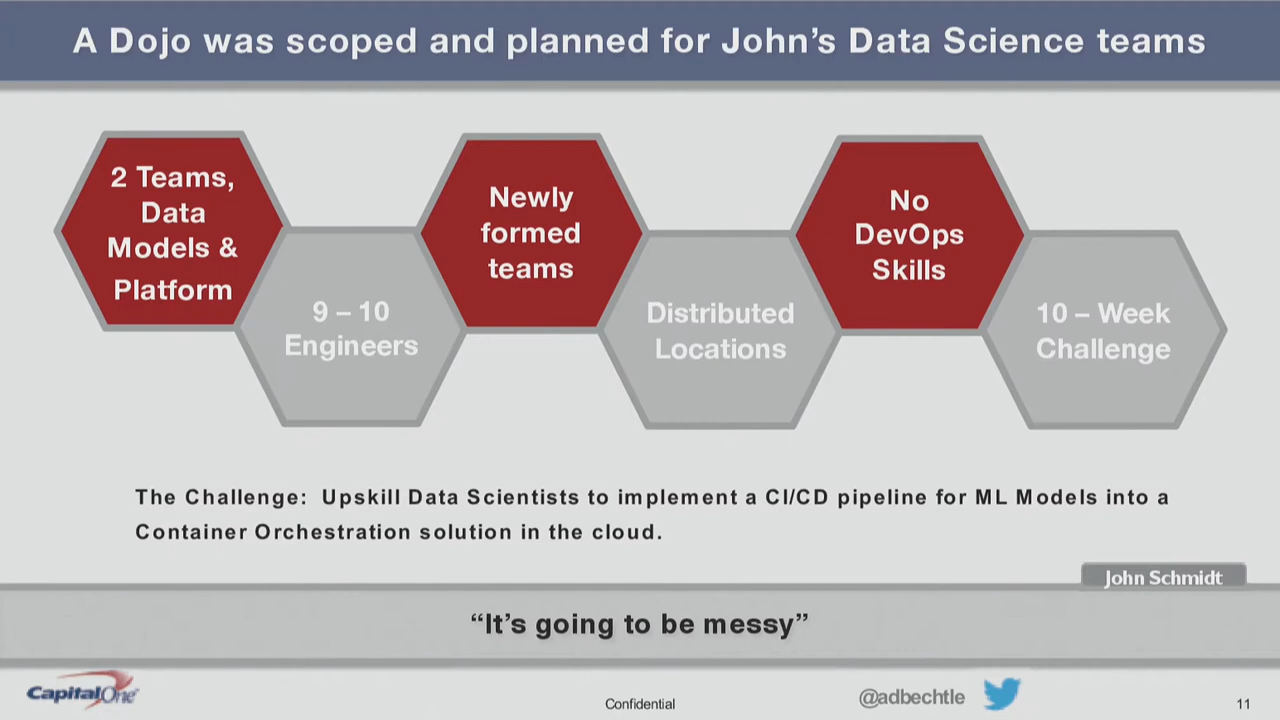 A Dojo was scoped and planned for John's Data Science teams
2 Teams,
Data
Models &
Platform
9 – 10
Engineers
Newly
formed
teams
Distributed
Locations
No
DevOps
Skills
10 – Week
Challenge
The Challenge: Upskill Data Scientists to implement a CI/CD pipeline for ML Models into a
Container Orchestration solution in the cloud.
John Schmidt
“It's going to be messy”
CapitalOne
Confidential
@adbechtle
11